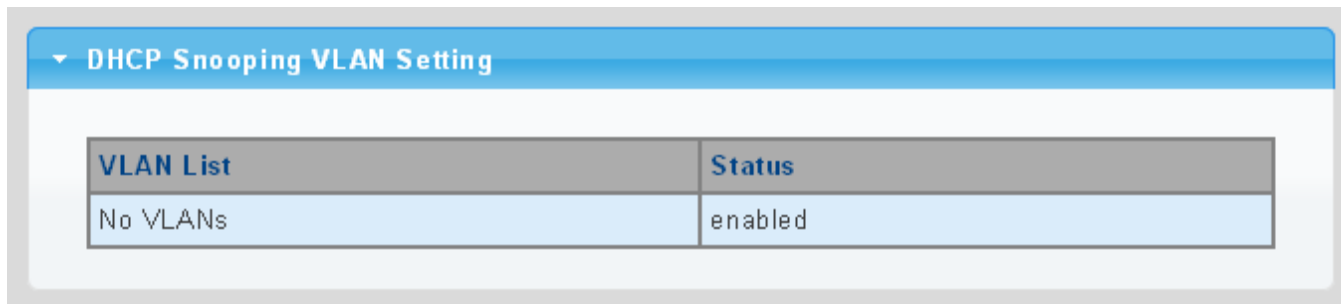 DHCP Snooping VLAN Setting
VLAN List Status
No VLANs enabled